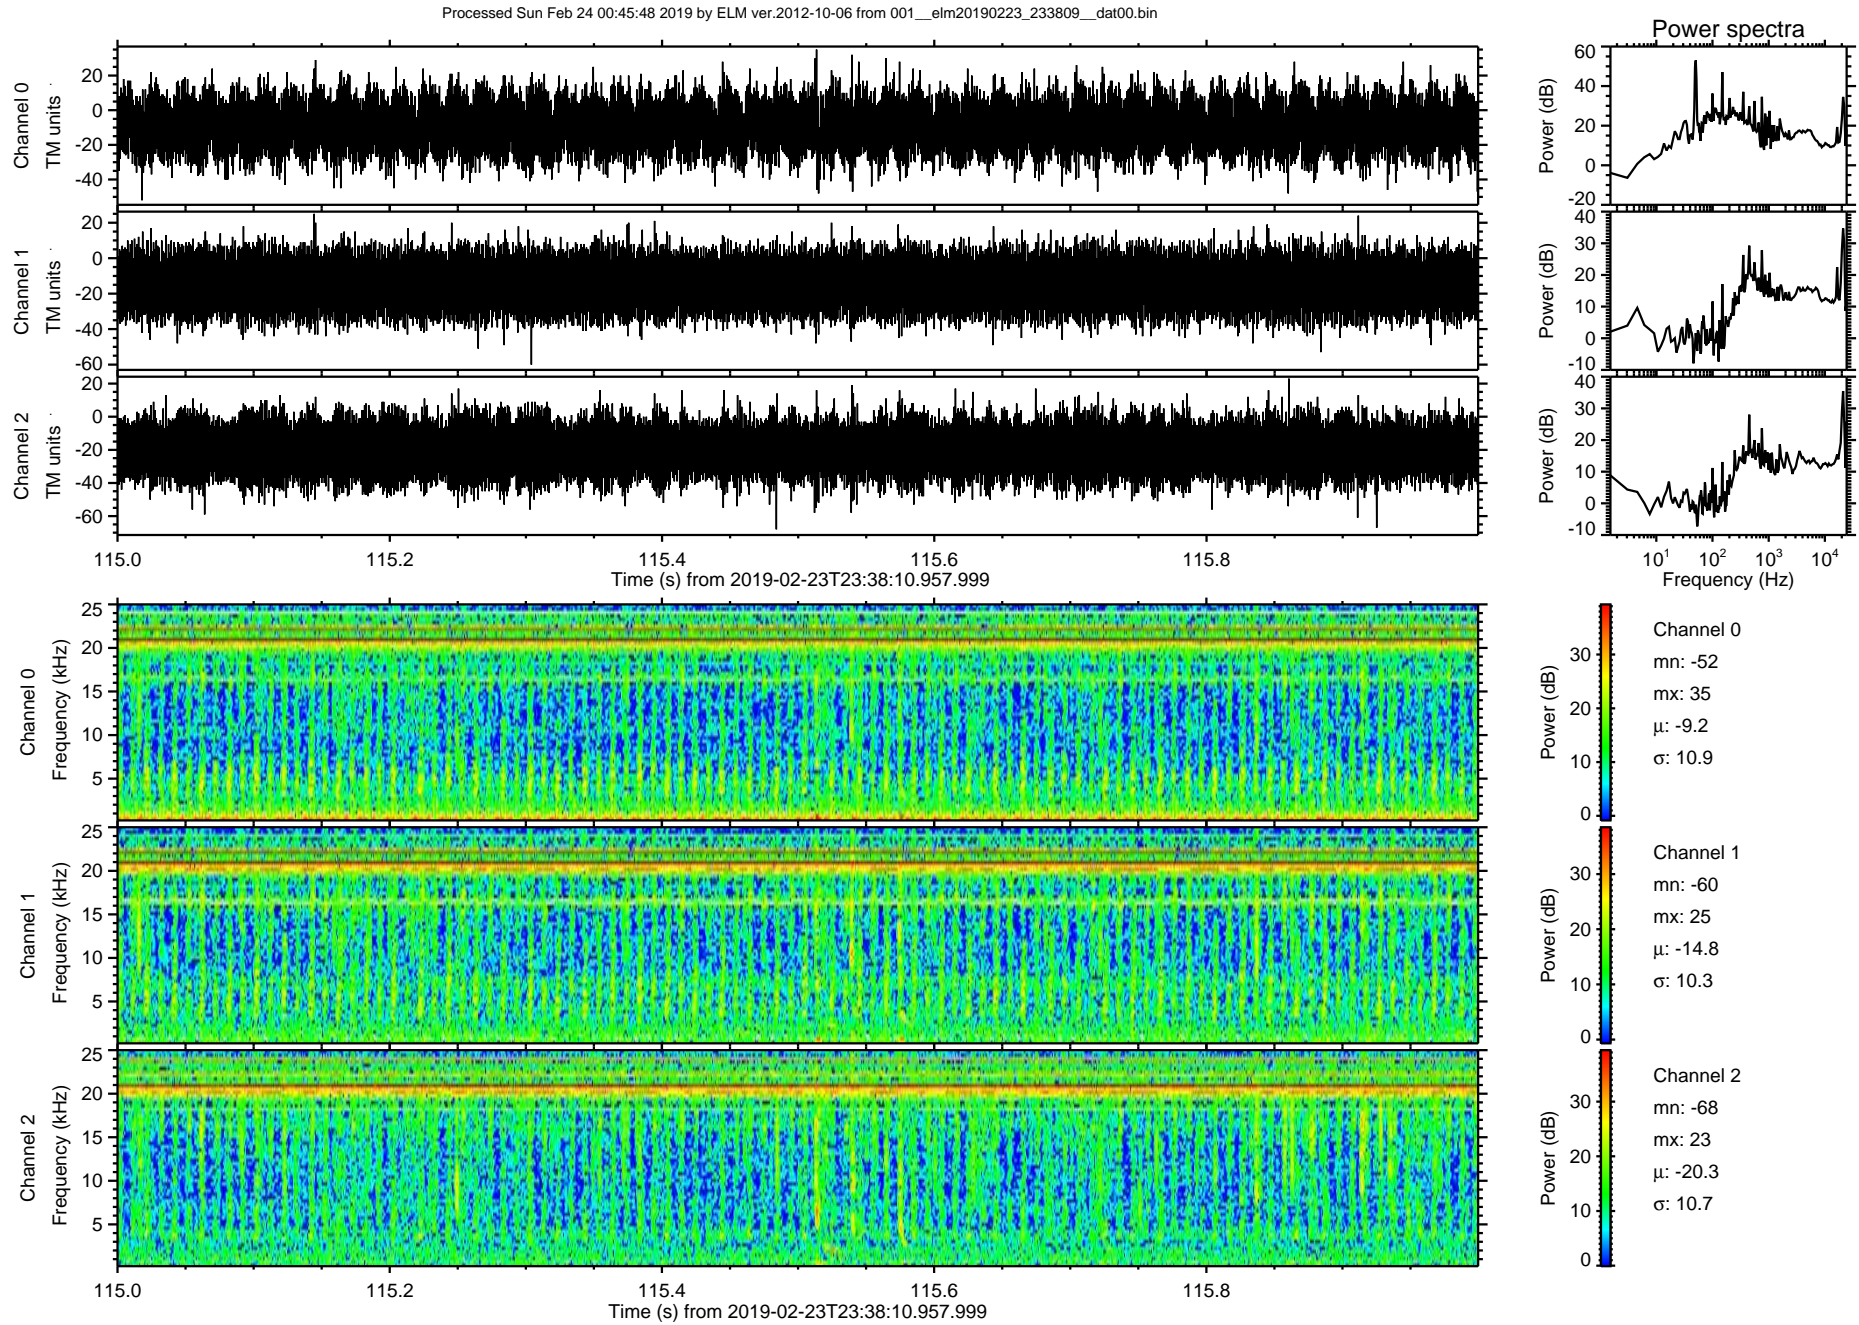 Processed Sun Feb 24 00:45:48 2019 by ELM ver.2012-10-06 from 001__elm20190223_233809__dat00.bin
Power spectra
Channel 0
TM units
20
0
-20
-40
Power (dB)
60
40
20
0
-20
Channel 1
TM units
20
0
-20
-40
-60
Power (dB)
40
30
20
10
0
-10
Channel 2
TM units
20
0
-20
-40
-60
Power (dB)
40
30
20
10
0
-10
115.0 115.2 115.4 115.6 115.8
Time (s) from 2019-02-23T23:38:10.957.999
10¹ 10² 10³ 10⁴
Frequency (Hz)
Channel 0
Frequency (kHz)
25
20
15
10
5
Power (dB)
30
20
10
0
Channel 0
mn: -52
mx: 35
μ: -9.2
σ: 10.9
Channel 1
Frequency (kHz)
25
20
15
10
5
Power (dB)
30
20
10
0
Channel 1
mn: -60
mx: 25
μ: -14.8
σ: 10.3
Channel 2
Frequency (kHz)
25
20
15
10
5
Power (dB)
30
20
10
0
Channel 2
mn: -68
mx: 23
μ: -20.3
σ: 10.7
115.0 115.2 115.4 115.6 115.8
Time (s) from 2019-02-23T23:38:10.957.999